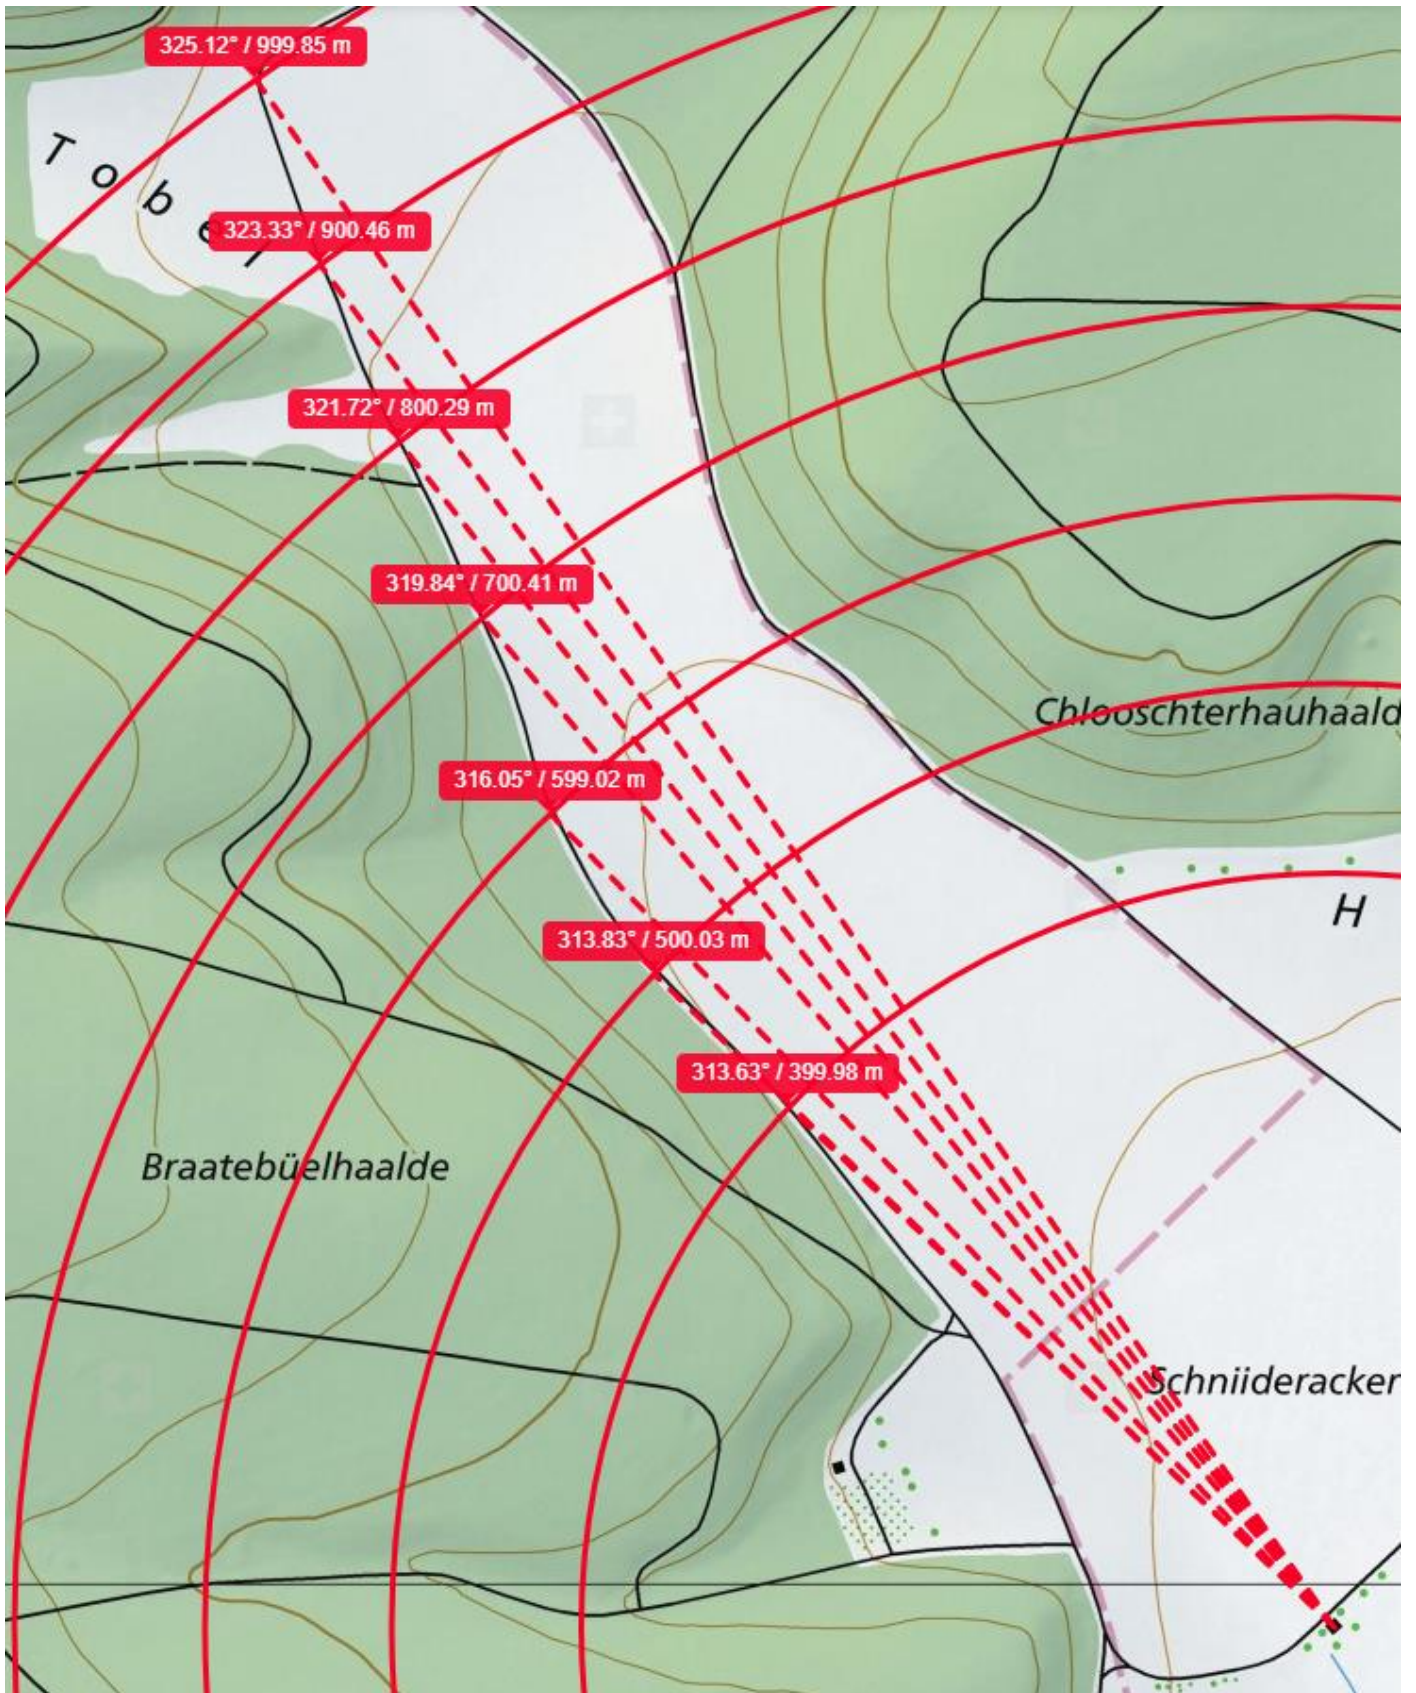 325.12° / 999.85 m
Tobel
323.33° / 900.46 m
321.72° / 800.29 m
319.84° / 700.41 m
Chlooschterhauhaald
316.05° / 599.02 m
H
313.83° / 500.03 m
313.63° / 399.98 m
Braatebüelhaalde
Schniideracker